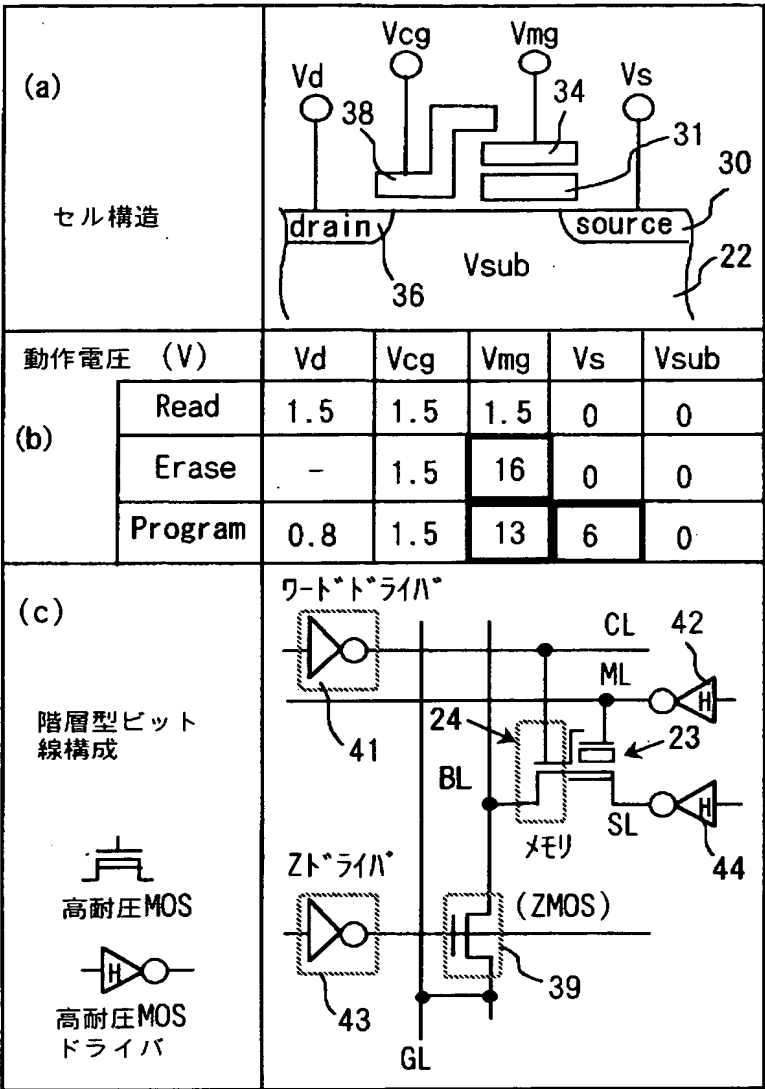 (a)
セル構造
Vd
Vcg
Vmg
Vs
38
34
31
30
drain
source
36
Vsub
22
動作電圧 (V) Vd Vcg Vmg Vs Vsub
(b)
Read 1.5 1.5 1.5 0 0
Erase - 1.5 16 0 0
Program 0.8 1.5 13 6 0
(c)
階層型ビット
線構成
高耐圧MOS
H
高耐圧MOS
ドライバ
ワードドライバ
41
CL
42
ML
H
24
23
BL
SL
H
メモリ
44
Zドライバ
(ZMOS)
43
39
GL